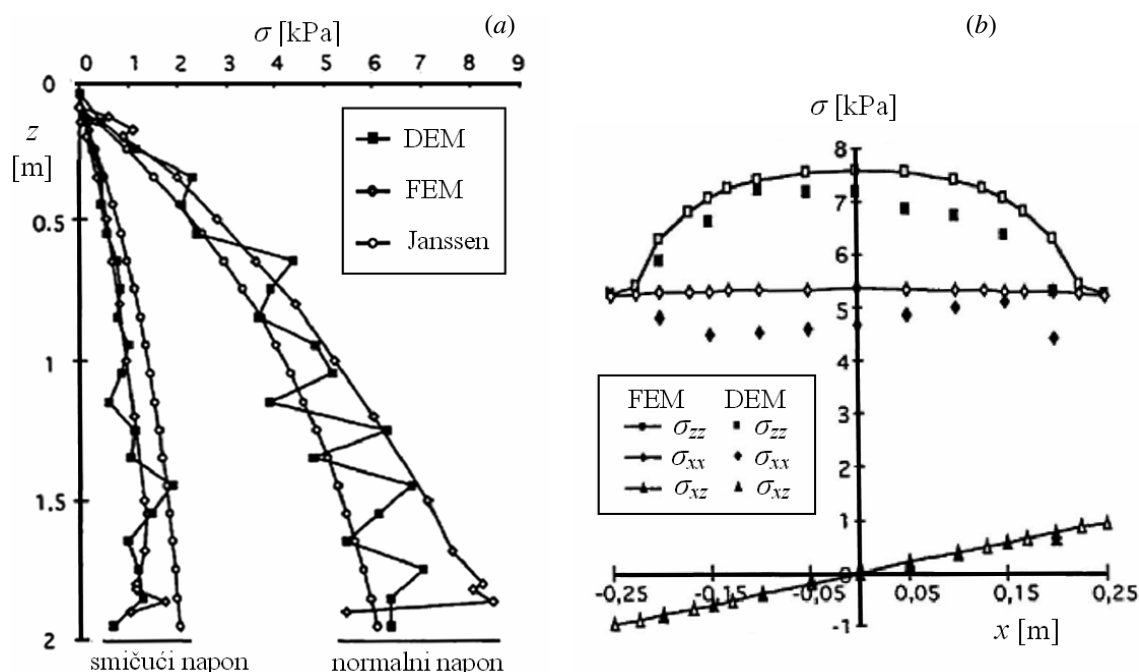 (a)
σ [kPa]
0 1 2 3 4 5 6 7 8 9
z
[m]
0
0.5
1
1.5
2
DEM
FEM
Janssen
smičući napon
normalni napon
(b)
σ [kPa]
8
7
6
5
4
3
2
1
0
-1
FEM DEM
σzz σzz
σxx σxx
σxz σxz
-0,25 -0,15 -0,05 0,05 0,15 0,25
x [m]